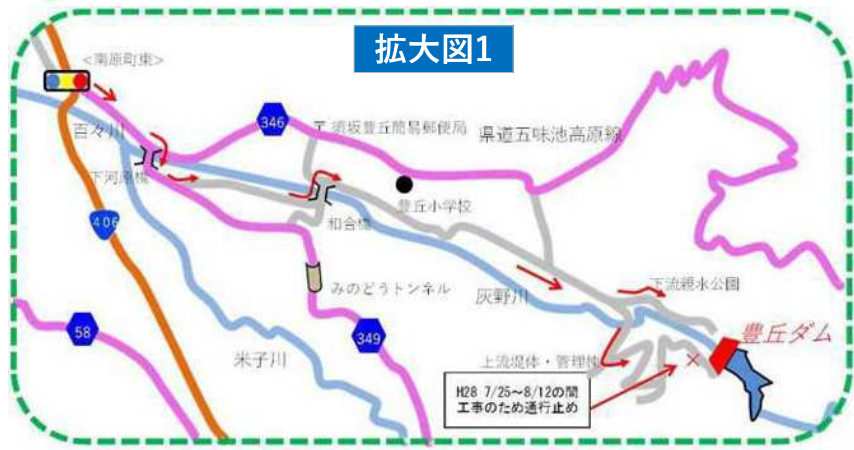 拡大図1
<南原町東>
346
〒須坂豊丘簡易郵便局
県道五味池高原線
百々川
下河原橋
豊丘小学校
406
和合橋
みのどうトンネル
灰野川
下流親水公園
58
349
米子川
豊丘ダム
上流堤体・管理棟
×
H28 7/25~8/12の間
工事のため通行止め